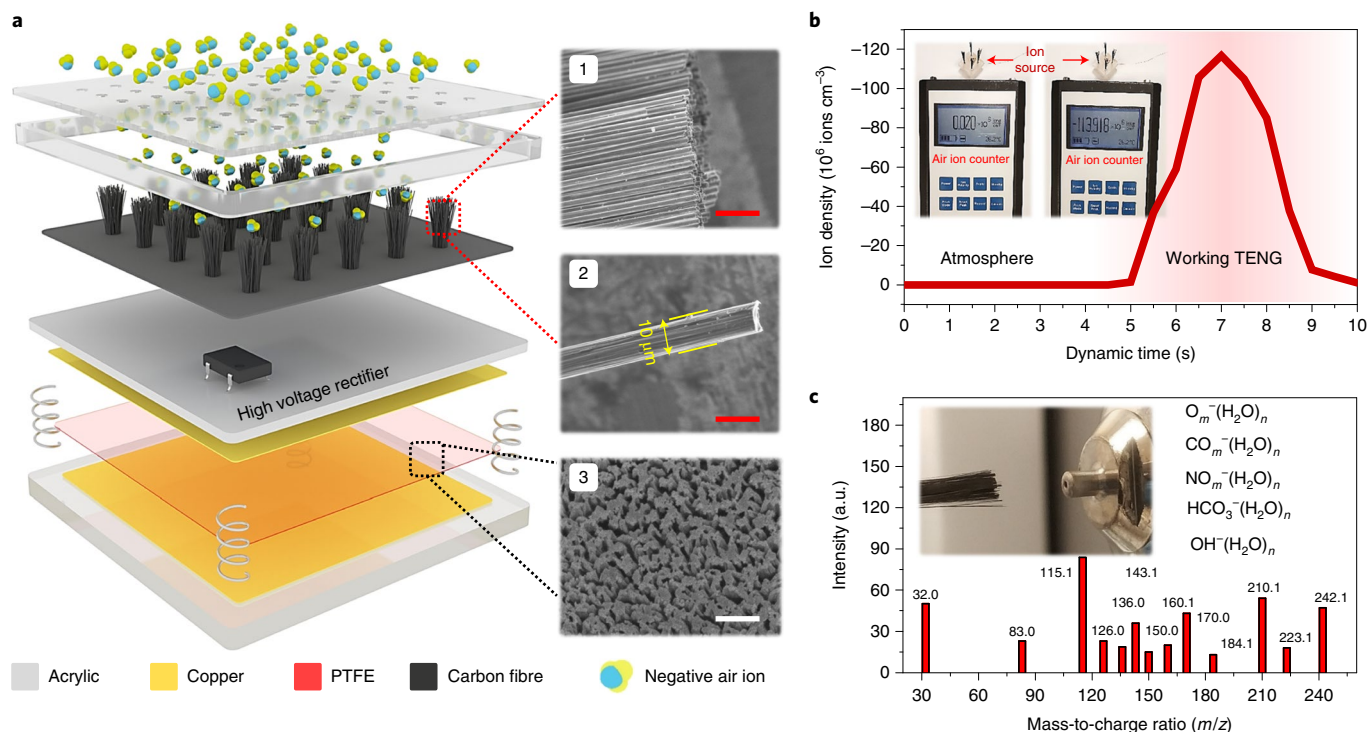 a
1
2
10 µm
3
High voltage rectifier
Acrylic
Copper
PTFE
Carbon fibre
Negative air ion
b
Ion density (10⁶ ions cm⁻³)
−120
−100
−80
−60
−40
−20
0
Ion
source
0.020
-113.916
Air ion counter
Air ion counter
Atmosphere
Working TENG
0 1 2 3 4 5 6 7 8 9 10
Dynamic time (s)
c
Intensity (a.u.)
180
150
120
90
60
30
0
Oₘ⁻(H₂O)ₙ
COₘ⁻(H₂O)ₙ
NOₘ⁻(H₂O)ₙ
HCO₃⁻(H₂O)ₙ
OH⁻(H₂O)ₙ
32.0
83.0
115.1
126.0
136.0
143.1
150.0
160.1
170.0
184.1
210.1
223.1
242.1
30 60 90 120 150 180 210 240
Mass-to-charge ratio (m/z)